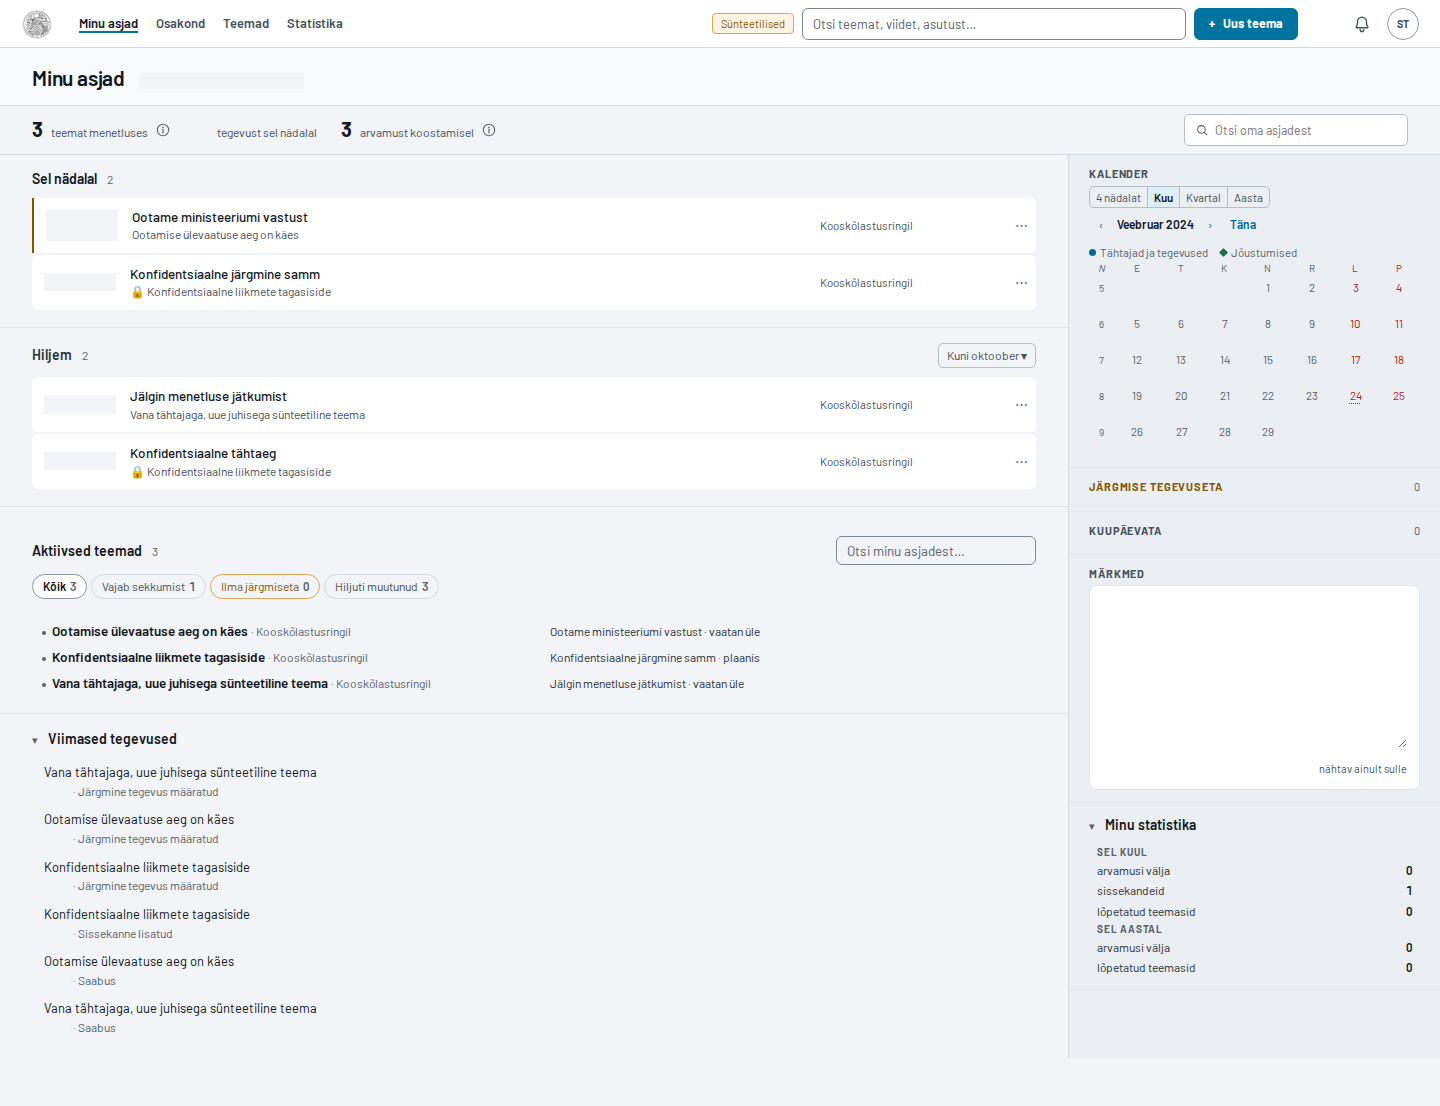 Minu asjad Osakond Teemad Statistika Sünteetilised Otsi teemat, viidet, asutust... + Uus teema ST
Minu asjad
3 teemat menetluses tegevust sel nädalal 3 arvamust koostamisel Otsi oma asjadest
Sel nädalal 2
Ootame ministeeriumi vastust
Ootamise ülevaatuse aeg on käes
Kooskõlastusringil ...
Konfidentsiaalne järgmine samm
🔒 Konfidentsiaalne liikmete tagasiside
Kooskõlastusringil ...
Hiljem 2 Kuni oktoober ▾
Jälgin menetluse jätkumist
Vana tähtajaga, uue juhisega sünteetiline teema
Kooskõlastusringil ...
Konfidentsiaalne tähtaeg
🔒 Konfidentsiaalne liikmete tagasiside
Kooskõlastusringil ...
Aktiivsed teemad 3 Otsi minu asjadest...
Kõik 3 Vajab sekkumist 1 Ilma järgmiseta 0 Hiljuti muutunud 3
• Ootamise ülevaatuse aeg on käes · Kooskõlastusringil Ootame ministeeriumi vastust · vaatan üle
• Konfidentsiaalne liikmete tagasiside · Kooskõlastusringil Konfidentsiaalne järgmine samm · plaanis
• Vana tähtajaga, uue juhisega sünteetiline teema · Kooskõlastusringil Jälgin menetluse jätkumist · vaatan üle
▾ Viimased tegevused
Vana tähtajaga, uue juhisega sünteetiline teema
· Järgmine tegevus määratud
Ootamise ülevaatuse aeg on käes
· Järgmine tegevus määratud
Konfidentsiaalne liikmete tagasiside
· Järgmine tegevus määratud
Konfidentsiaalne liikmete tagasiside
· Sissekanne lisatud
Ootamise ülevaatuse aeg on käes
· Saabus
Vana tähtajaga, uue juhisega sünteetiline teema
· Saabus
KALENDER
4 nädalat Kuu Kvartal Aasta
‹ Veebruar 2024 › Täna
Tähtajad ja tegevused Jõustumised
N E T K N R L P
5 1 2 3 4
6 5 6 7 8 9 10 11
7 12 13 14 15 16 17 18
8 19 20 21 22 23 24 25
9 26 27 28 29
JÄRGMISE TEGEVUSETA 0
KUUPÄEVATA 0
MÄRKMED
nähtav ainult sulle
▾ Minu statistika
SEL KUUL
arvamusi välja 0
sissekandeid 1
lõpetatud teemasid 0
SEL AASTAL
arvamusi välja 0
lõpetatud teemasid 0